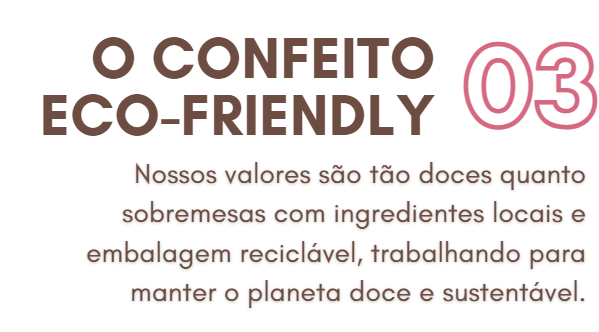 O CONFEITO
ECO-FRIENDLY
03
Nossos valores são tão doces quanto
sobremesas com ingredientes locais e
embalagem reciclável, trabalhando para
manter o planeta doce e sustentável.